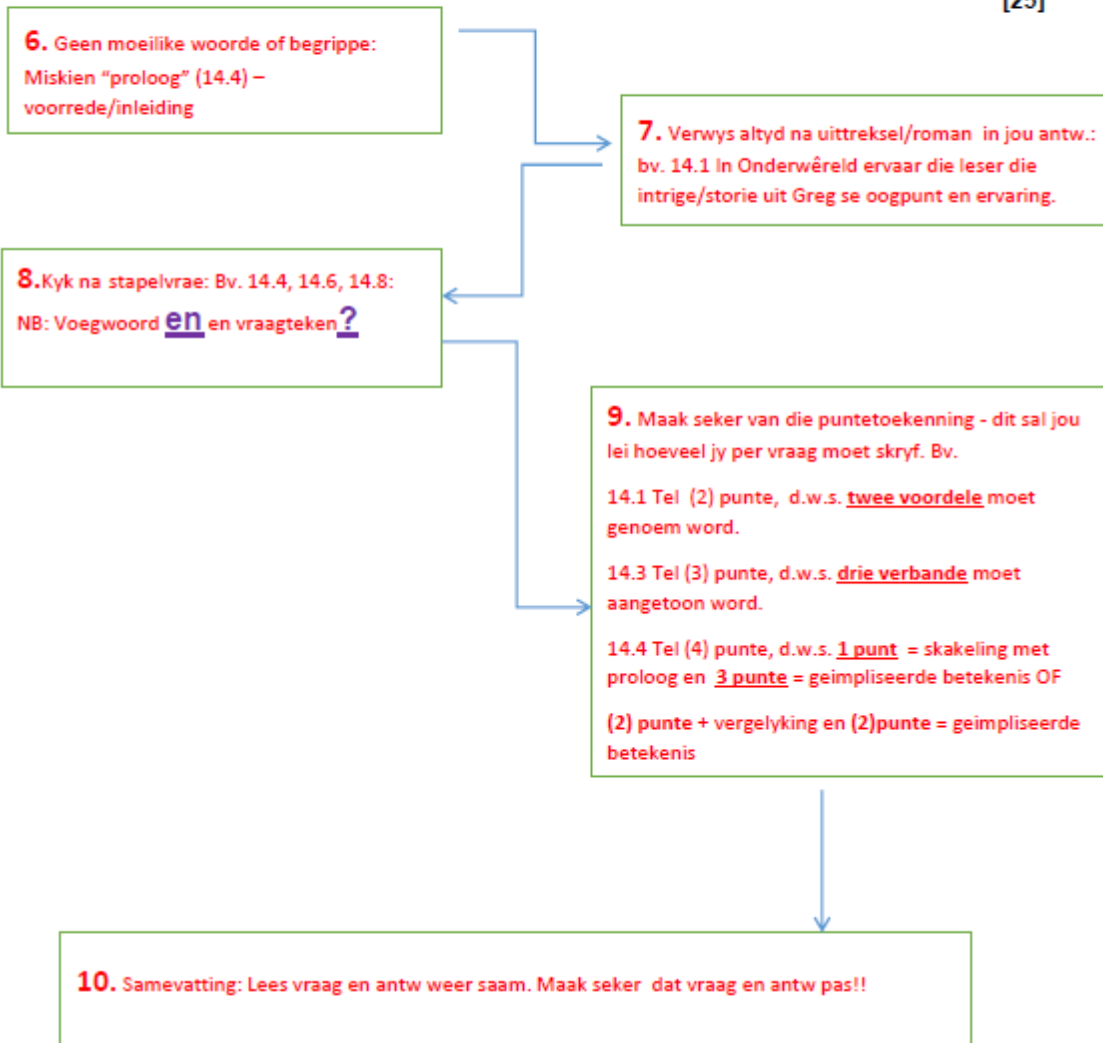 [25]
6. Geen moeilike woorde of begrippe:
Miskien “proloog” (14.4) –
voorrede/inleiding
7. Verwys altyd na uittreksel/roman in jou antw.:
bv. 14.1 In Onderwêreld ervaar die leser die
intrige/storie uit Greg se oogpunt en ervaring.
8.Kyk na stapelvrae: Bv. 14.4, 14.6, 14.8:
NB: Voegwoord en en vraagteken?
9. Maak seker van die puntetoekenning - dit sal jou
lei hoeveel jy per vraag moet skryf. Bv.
14.1 Tel (2) punte, d.w.s. twee voordele moet
genoem word.
14.3 Tel (3) punte, d.w.s. drie verbande moet
aangetoon word.
14.4 Tel (4) punte, d.w.s. 1 punt = skakeling met
proloog en 3 punte = geimpliseerde betekenis OF
(2) punte + vergelyking en (2)punte = geimpliseerde
betekenis
10. Samevatting: Lees vraag en antw weer saam. Maak seker dat vraag en antw pas!!